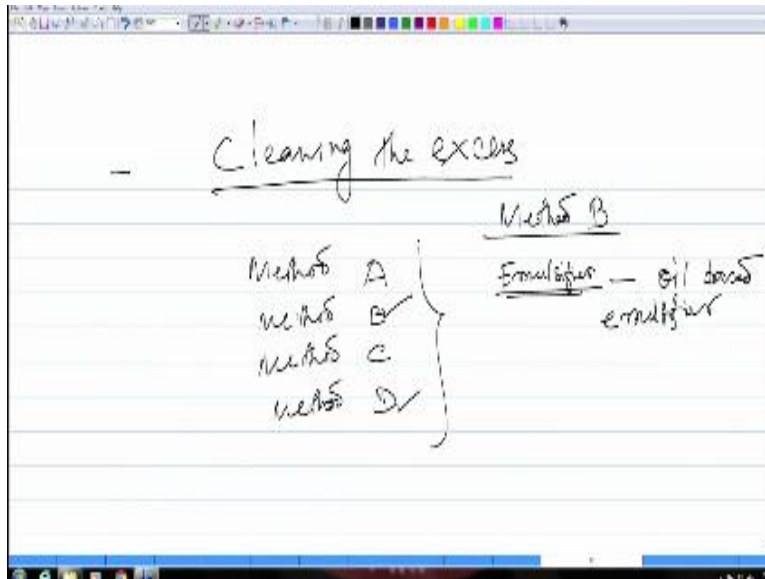 Cleaning the excess
Method A
Method B
Method C
Method D
Method B
Emulsifier - oil based
emulsifier